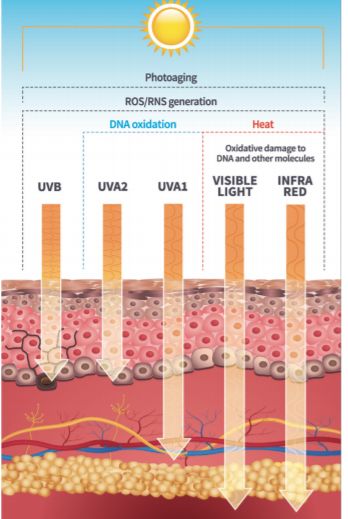 Photoaging
ROS/RNS generation
DNA oxidation
Heat
Oxidative damage to
DNA and other molecules
UVB
UVA2
UVA1
VISIBLE
LIGHT
INFRA
RED